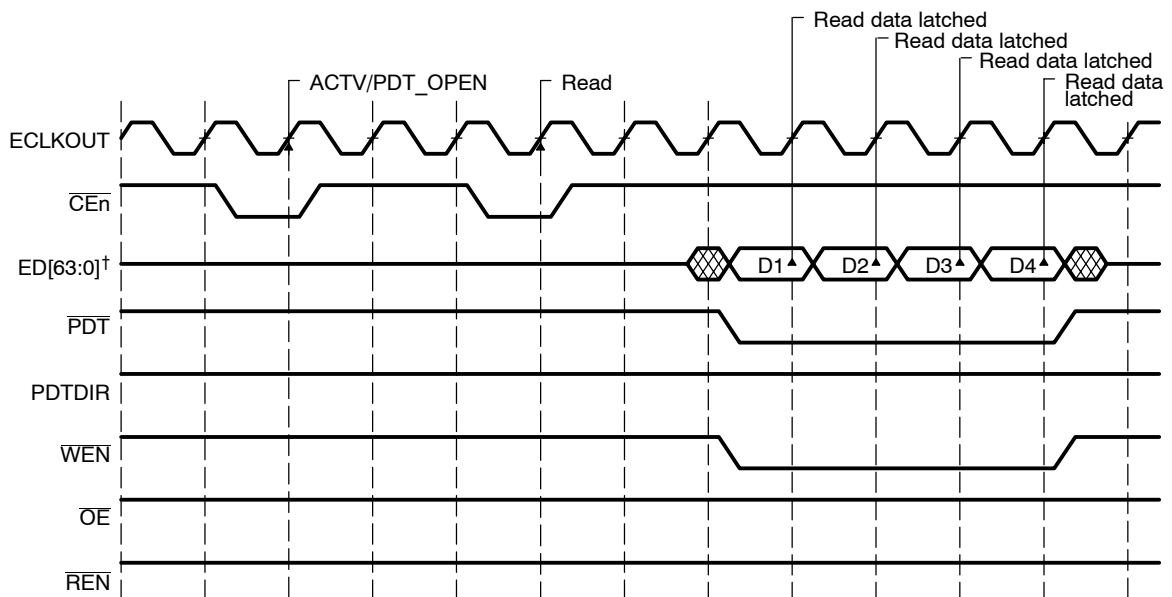 Read data latched
Read data latched
Read data latched
Read data
latched
ACTV/PDT_OPEN
Read
ECLKOUT
CEn
ED[63:0]†
D1
D2
D3
D4
PDT
PDTDIR
WEN
OE
REN